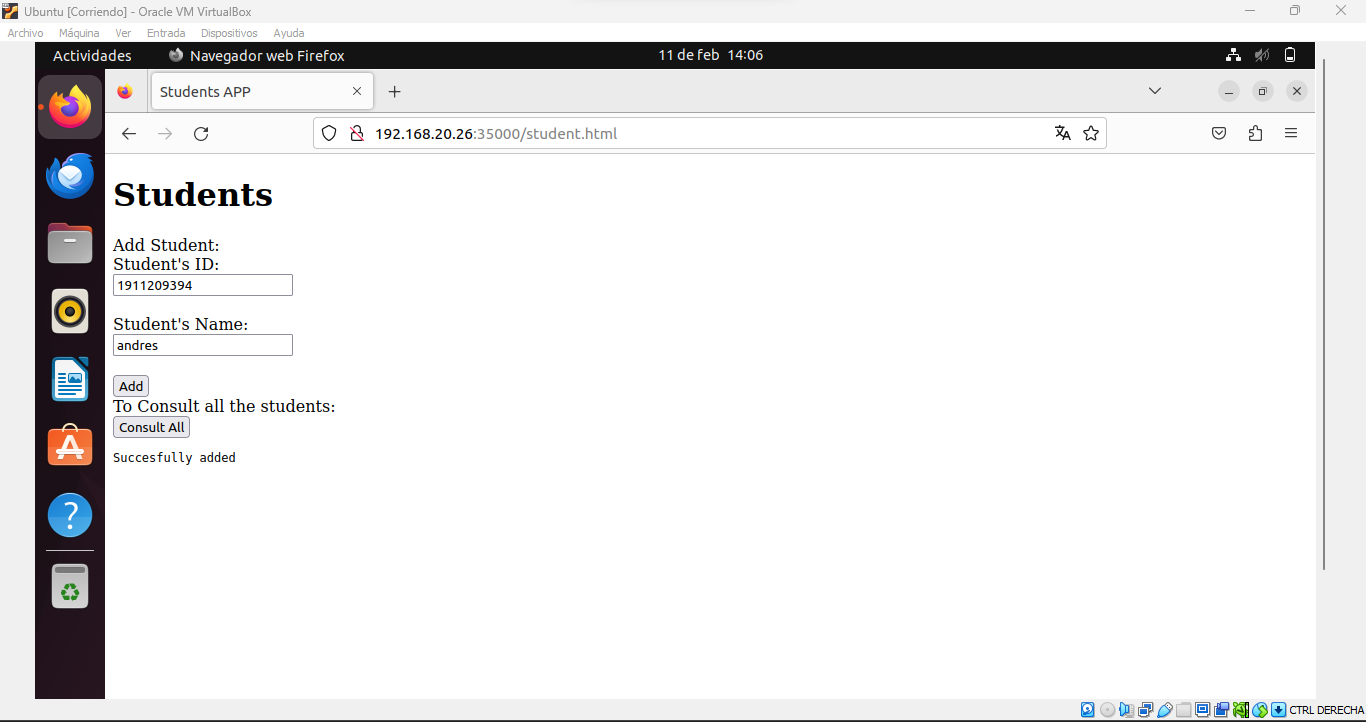 Ubuntu [Corriendo] - Oracle VM VirtualBox
Archivo Máquina Ver Entrada Dispositivos Ayuda
Actividades Navegador web Firefox 11 de feb 14:06
Students APP
192.168.20.26:35000/student.html
Students
Add Student:
Student's ID:
1911209394
Student's Name:
andres
Add
To Consult all the students:
Consult All
Succesfully added
CTRL DERECHA